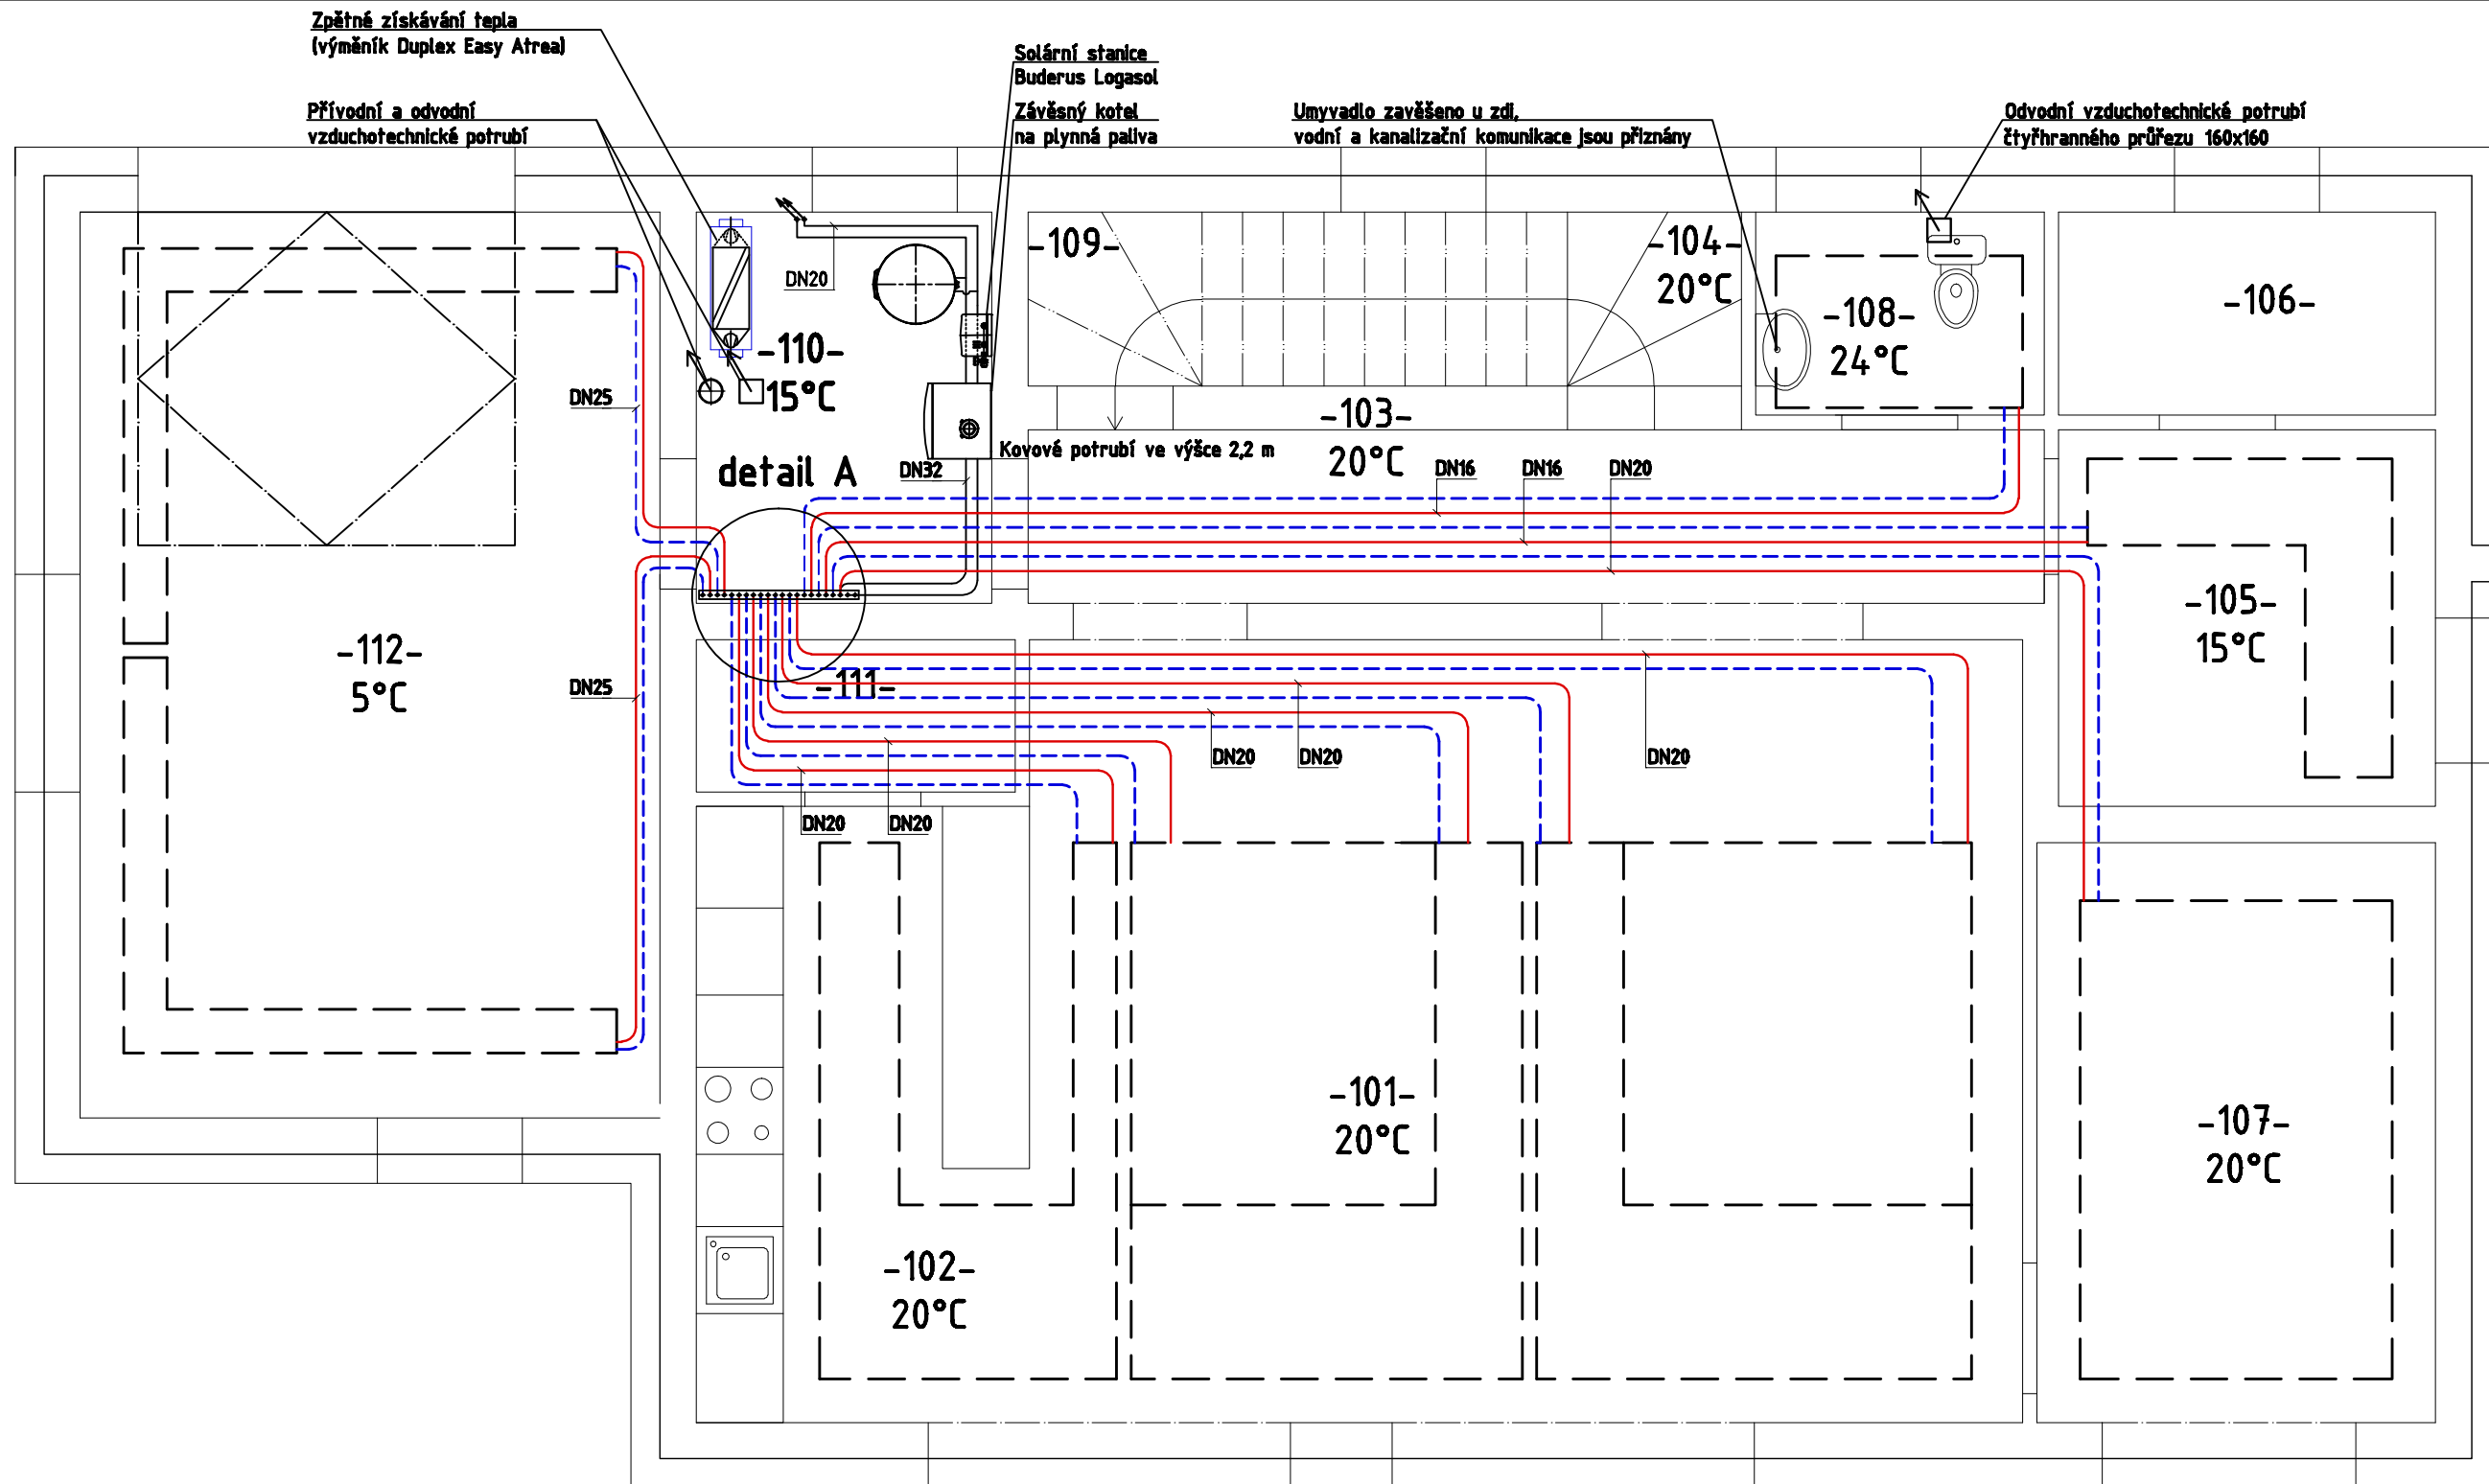 Zpětné získávání tepla
(výměník Duplex Easy Atrea)
Solární stanice
Buderus Logasol
Přívodní a odvodní
vzduchotechnické potrubí
Závěsný kotel
na plynná paliva
Umyvadlo zavěšeno u zdi,
vodní a kanalizační komunikace jsou přiznány
Odvodní vzduchotechnické potrubí
čtyřhranného průřezu 160x160
-109-
-104-
20°C
DN20
-108-
24°C
-106-
-110-
15°C
DN25
-103-
20°C
Kovové potrubí ve výšce 2,2 m
detail A
DN32
DN16
DN16
DN20
-105-
15°C
-112-
5°C
DN25
-111-
DN20
DN20
DN20
DN20
DN20
-101-
20°C
-107-
20°C
-102-
20°C